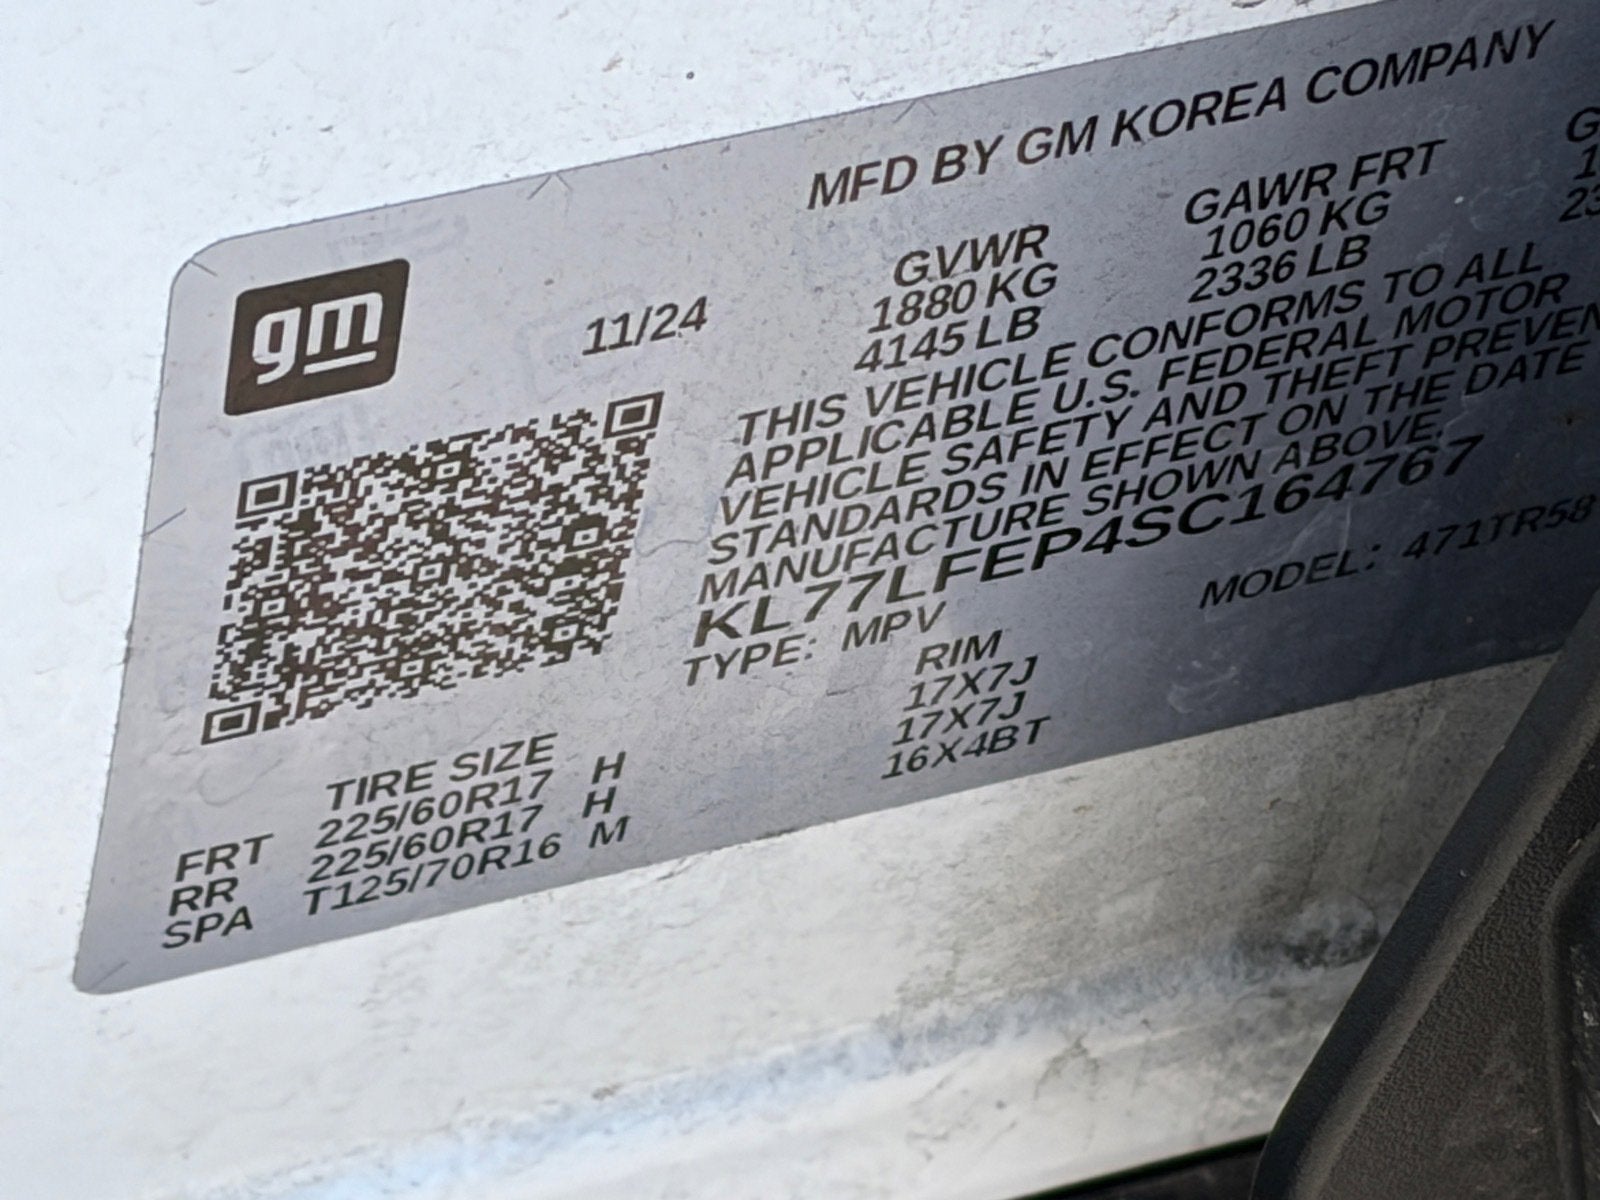 MFD BY GM KOREA COMPANY
gm
11/24
GVWR
1880 KG
4145 LB
GAWR FRT
1060 KG
2336 LB
THIS VEHICLE CONFORMS TO ALL
APPLICABLE U.S. FEDERAL MOTOR
VEHICLE SAFETY AND THEFT
STANDARDS IN EFFECT ON THE DATE
MANUFACTURE SHOWN ABOVE.
KL77LFEP4SC164767
TYPE: MPV
MODEL: 471TR58
TIRE SIZE RIM
FRT 225/60R17 H 17X7J
RR 225/60R17 H 17X7J
SPA T125/70R16 M 16X4BT